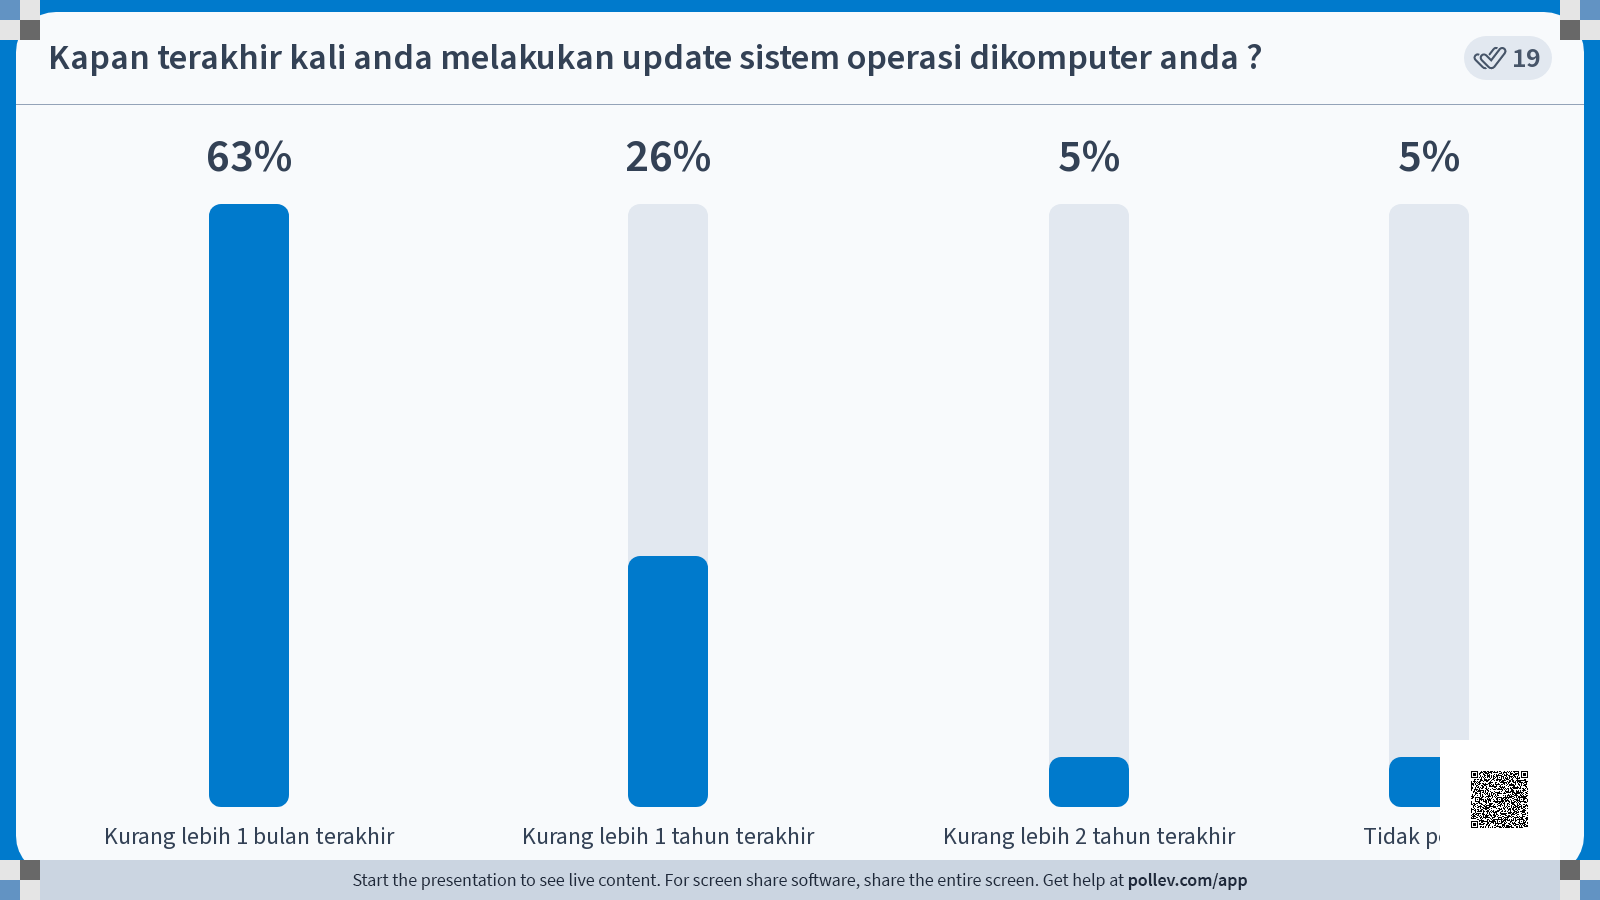 Kapan terakhir kali anda melakukan update sistem operasi dikomputer anda ?
19
63%
26%
5%
5%
Kurang lebih 1 bulan terakhir
Kurang lebih 1 tahun terakhir
Kurang lebih 2 tahun terakhir
Tidak
Start the presentation to see live content. For screen share software, share the entire screen. Get help at pollev.com/app